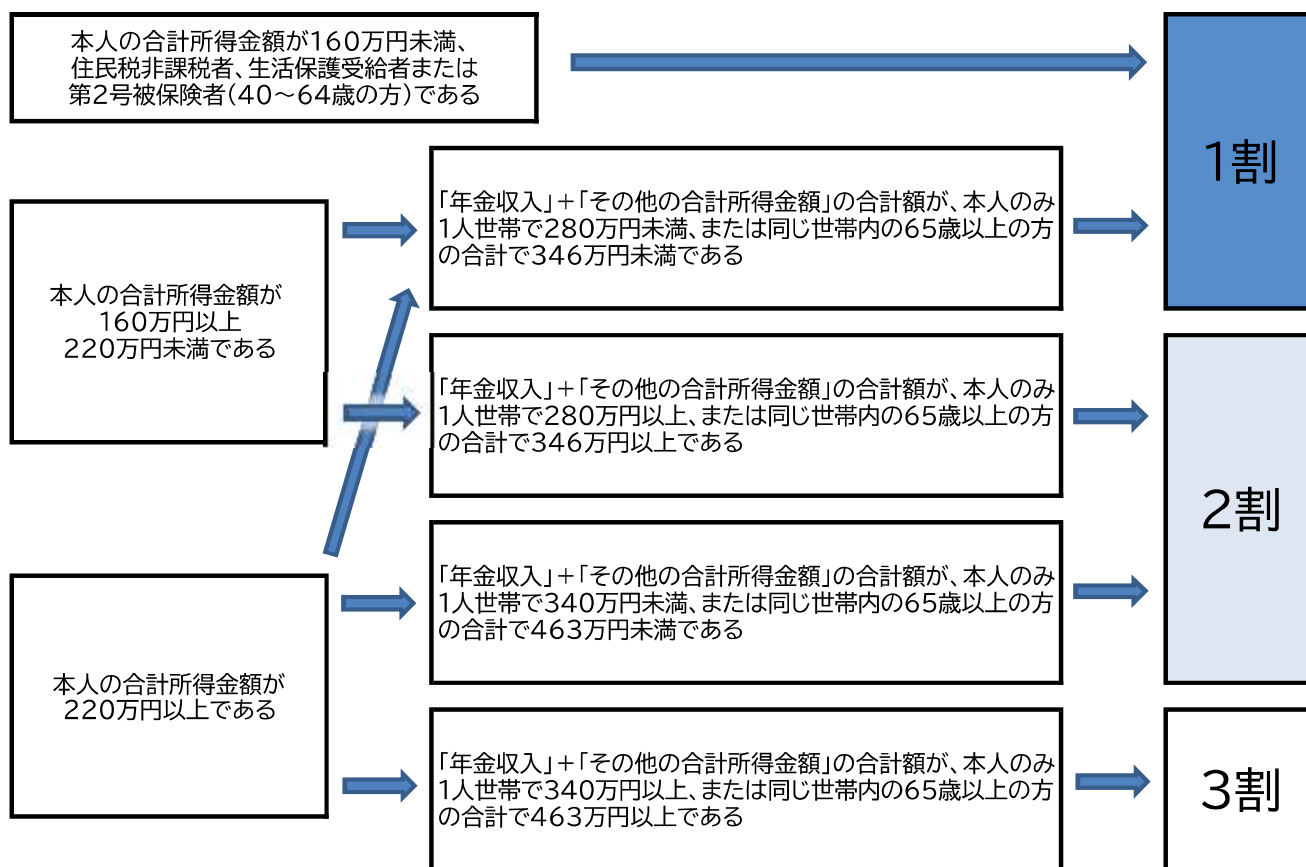 本人の合計所得金額が160万円未満、
住民税非課税者、生活保護受給者または
第2号被保険者(40～64歳の方)である
1割
「年金収入」＋「その他の合計所得金額」の合計額が、本人のみ
1人世帯で280万円未満、または同じ世帯内の65歳以上の方
の合計で346万円未満である
本人の合計所得金額が
160万円以上
220万円未満である
「年金収入」＋「その他の合計所得金額」の合計額が、本人のみ
1人世帯で280万円以上、または同じ世帯内の65歳以上の方
の合計で346万円以上である
2割
「年金収入」＋「その他の合計所得金額」の合計額が、本人のみ
1人世帯で340万円未満、または同じ世帯内の65歳以上の方
の合計で463万円未満である
本人の合計所得金額が
220万円以上である
「年金収入」＋「その他の合計所得金額」の合計額が、本人のみ
1人世帯で340万円以上、または同じ世帯内の65歳以上の方
の合計で463万円以上である
3割